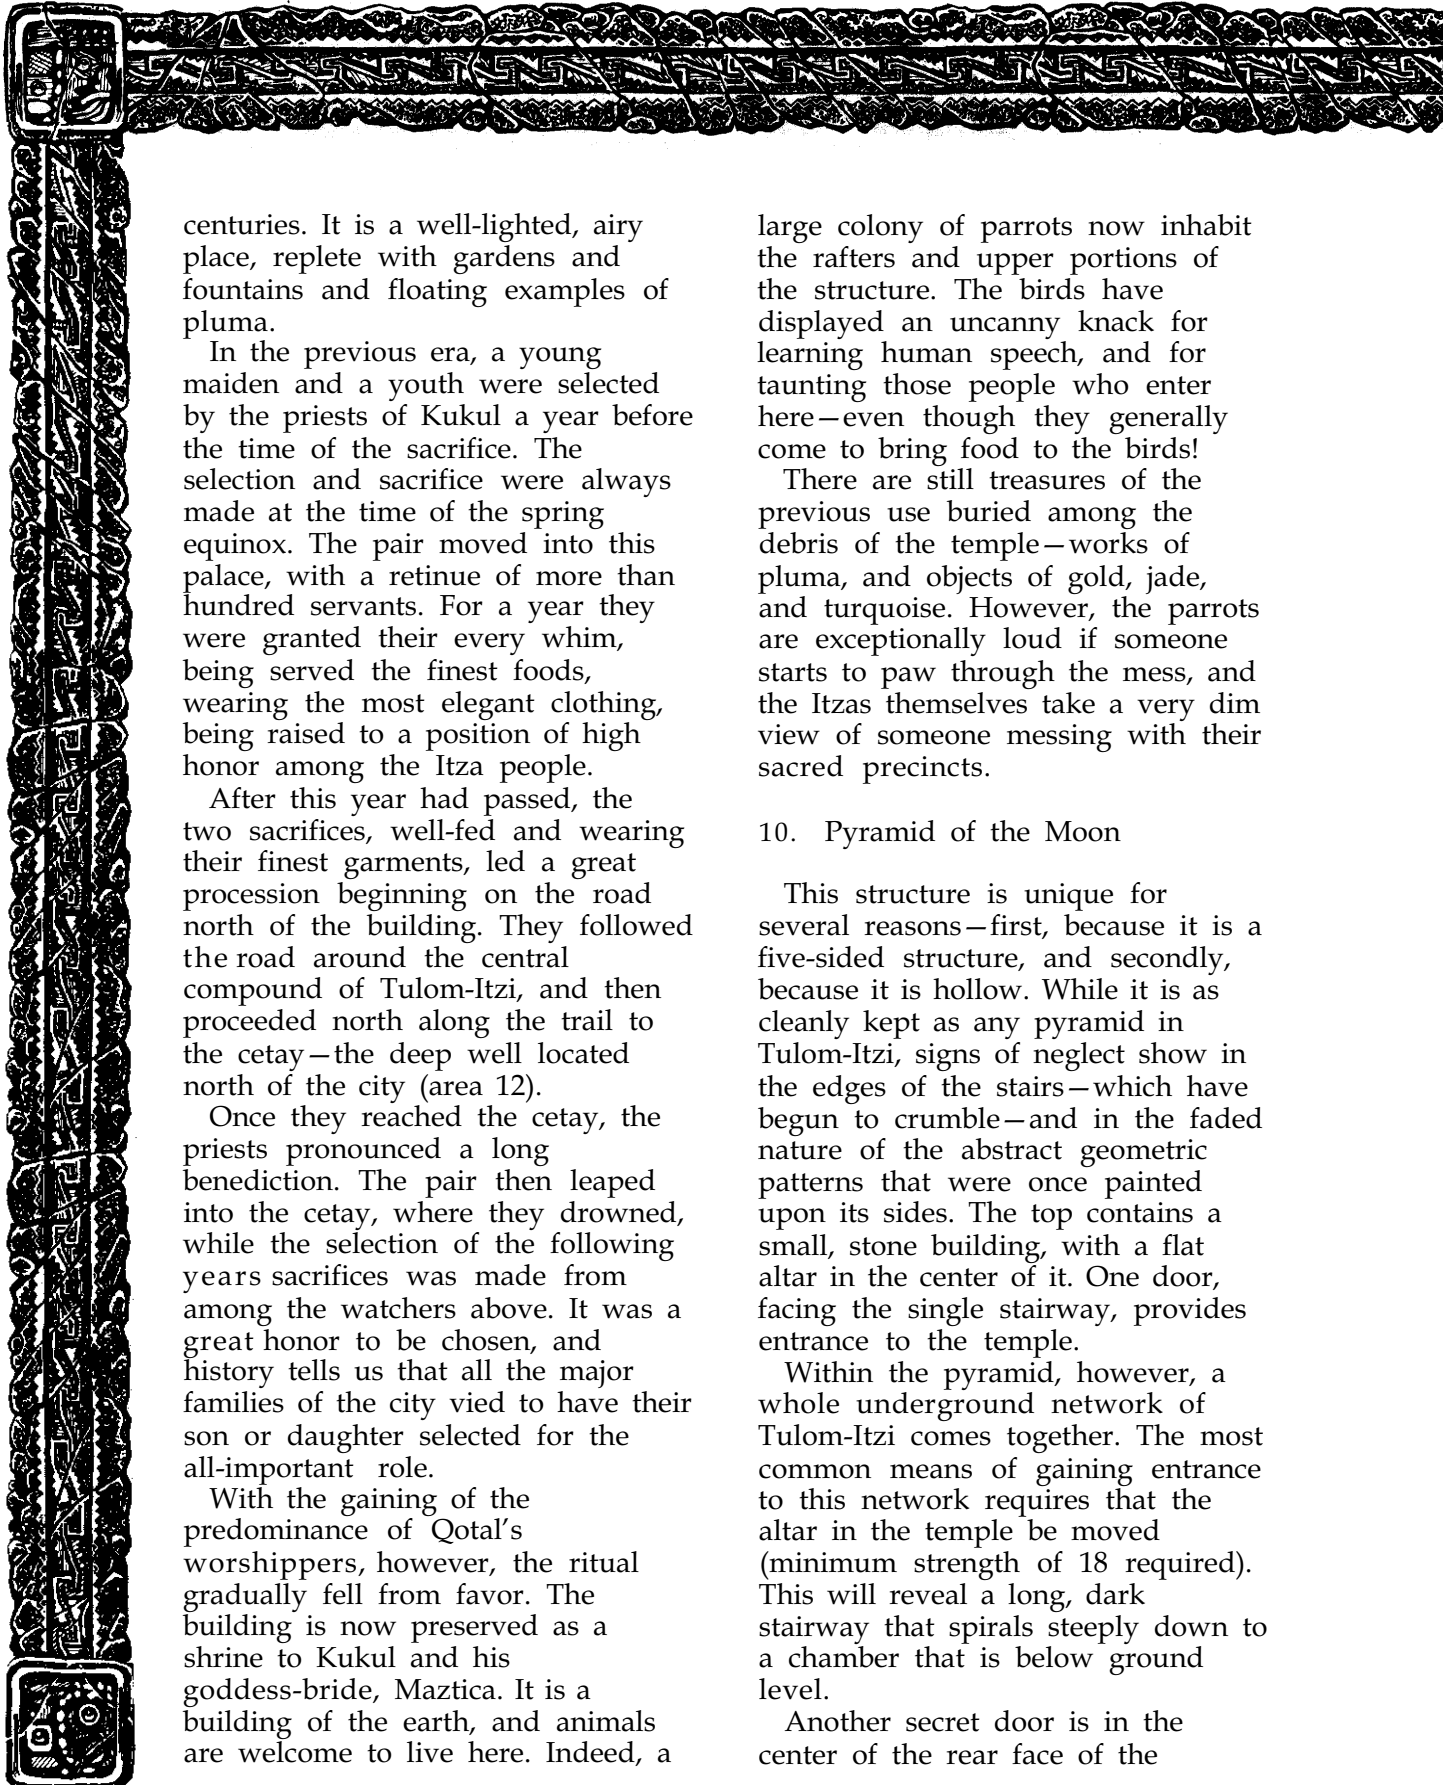 centuries. It is a well-lighted, airy
place, replete with gardens and
fountains and floating examples of
pluma.
In the previous era, a young
maiden and a youth were selected
by the priests of Kukul a year before
the time of the sacrifice. The
selection and sacrifice were always
made at the time of the spring
equinox. The pair moved into this
palace, with a retinue of more than
hundred servants. For a year they
were granted their every whim,
being served the finest foods,
wearing the most elegant clothing,
being raised to a position of high
honor among the Itza people.
After this year had passed, the
two sacrifices, well-fed and wearing
their finest garments, led a great
procession beginning on the road
north of the building. They followed
the road around the central
compound of Tulom-Itzi, and then
proceeded north along the trail to
the cetay—the deep well located
north of the city (area 12).
Once they reached the cetay, the
priests pronounced a long
benediction. The pair then leaped
into the cetay, where they drowned,
while the selection of the following
years sacrifices was made from
among the watchers above. It was a
great honor to be chosen, and
history tells us that all the major
families of the city vied to have their
son or daughter selected for the
all-important role.
With the gaining of the
predominance of Qotal's
worshippers, however, the ritual
gradually fell from favor. The
building is now preserved as a
shrine to Kukul and his
goddess-bride, Maztica. It is a
building of the earth, and animals
are welcome to live here. Indeed, a
large colony of parrots now inhabit
the rafters and upper portions of
the structure. The birds have
displayed an uncanny knack for
learning human speech, and for
taunting those people who enter
here—even though they generally
come to bring food to the birds!
There are still treasures of the
previous use buried among the
debris of the temple—works of
pluma, and objects of gold, jade,
and turquoise. However, the parrots
are exceptionally loud if someone
starts to paw through the mess, and
the Itzas themselves take a very dim
view of someone messing with their
sacred precincts.
10. Pyramid of the Moon
This structure is unique for
several reasons—first, because it is a
five-sided structure, and secondly,
because it is hollow. While it is as
cleanly kept as any pyramid in
Tulom-Itzi, signs of neglect show in
the edges of the stairs—which have
begun to crumble—and in the faded
nature of the abstract geometric
patterns that were once painted
upon its sides. The top contains a
small, stone building, with a flat
altar in the center of it. One door,
facing the single stairway, provides
entrance to the temple.
Within the pyramid, however, a
whole underground network of
Tulom-Itzi comes together. The most
common means of gaining entrance
to this network requires that the
altar in the temple be moved
(minimum strength of 18 required).
This will reveal a long, dark
stairway that spirals steeply down to
a chamber that is below ground
level.
Another secret door is in the
center of the rear face of the